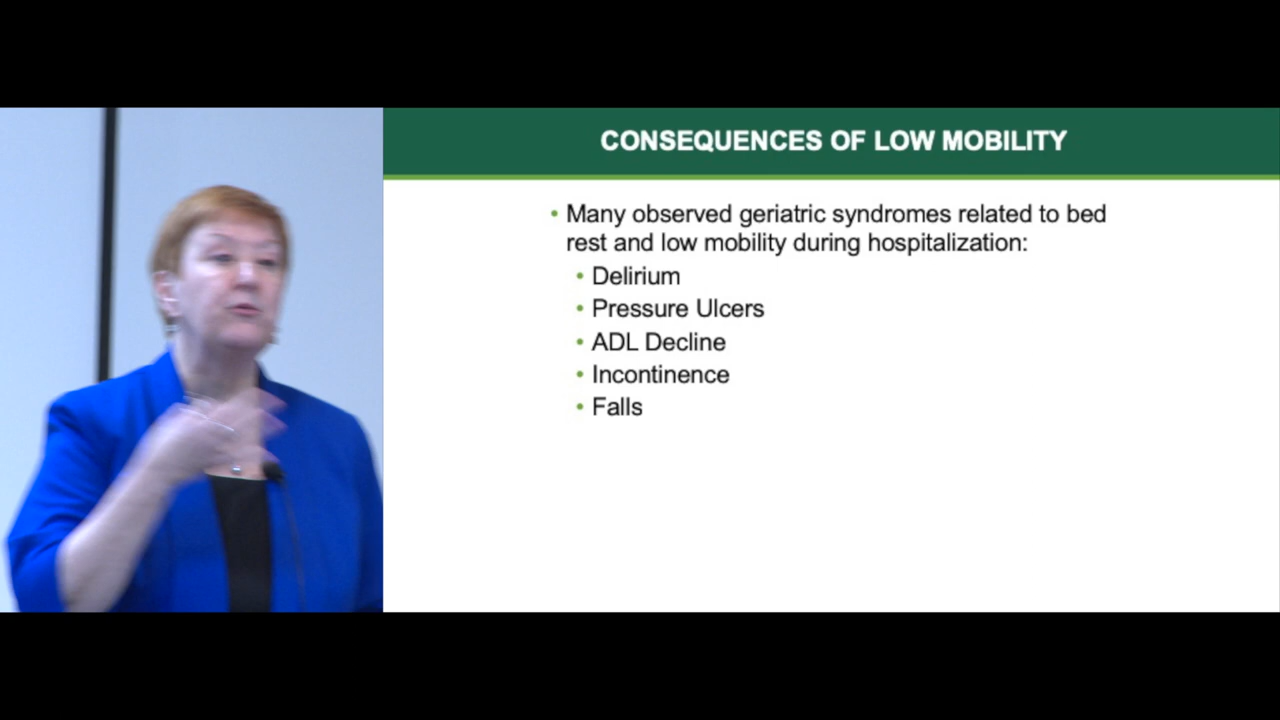 CONSEQUENCES OF LOW MOBILITY
• Many observed geriatric syndromes related to bed
rest and low mobility during hospitalization:
• Delirium
• Pressure Ulcers
• ADL Decline
• Incontinence
• Falls